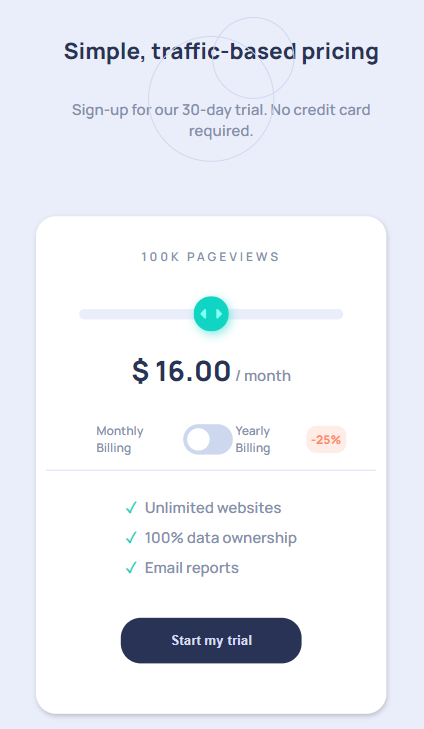 Simple, traffic-based pricing
Sign-up for our 30-day trial. No credit card
required.
100K PAGEVIEWS
$ 16.00 / month
Monthly
Billing
Yearly
Billing
-25%
✓ Unlimited websites
✓ 100% data ownership
✓ Email reports
Start my trial